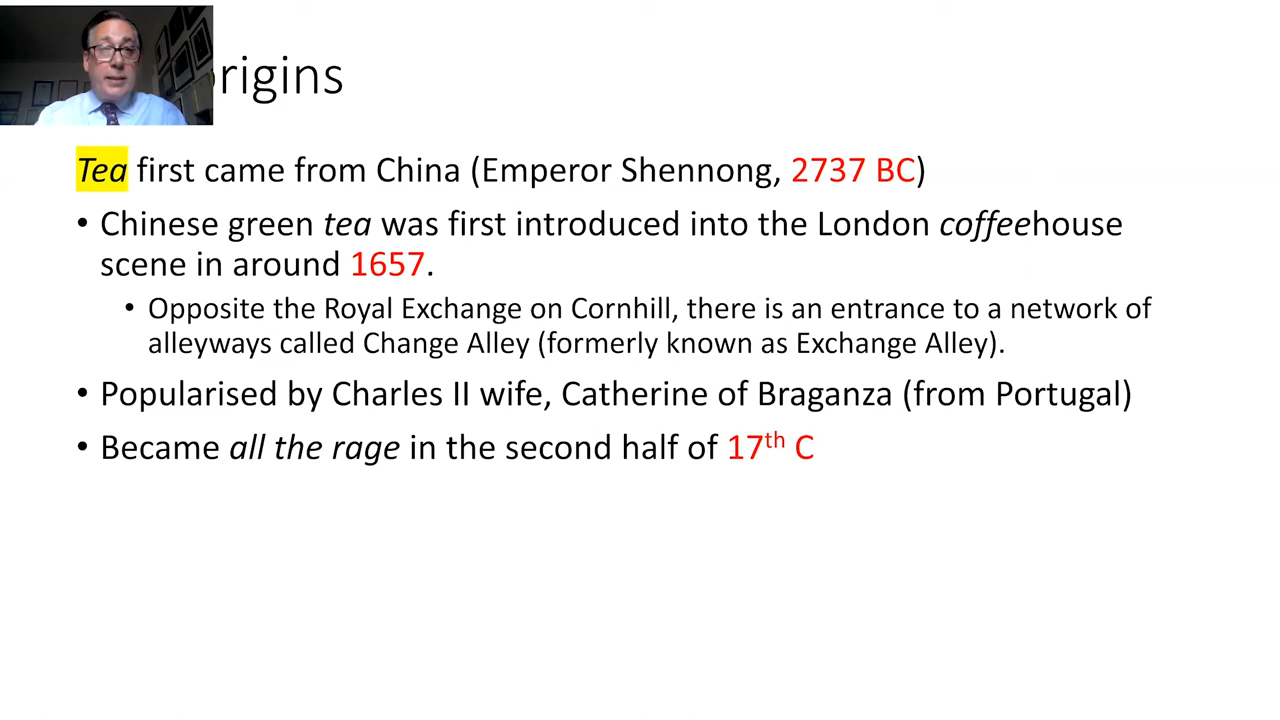 rigins
Tea first came from China (Emperor Shennong, 2737 BC)
• Chinese green tea was first introduced into the London coffeehouse
scene in around 1657.
• Opposite the Royal Exchange on Cornhill, there is an entrance to a network of
alleyways called Change Alley (formerly known as Exchange Alley).
• Popularised by Charles II wife, Catherine of Braganza (from Portugal)
• Became all the rage in the second half of 17th C